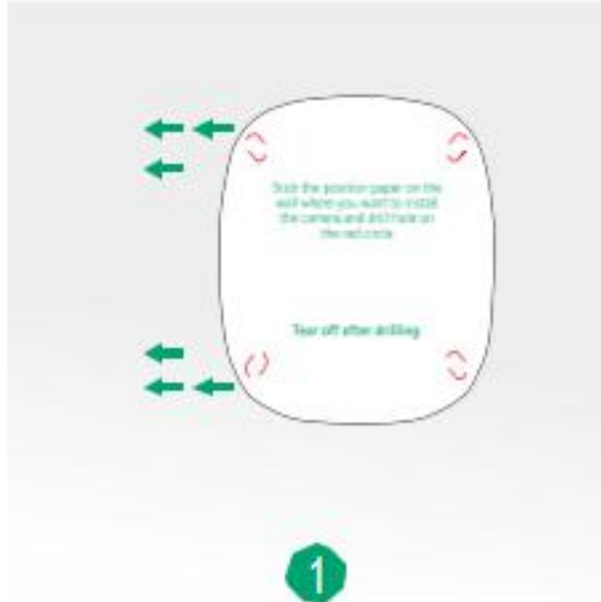 Stick the position paper on the
wall where you want to install
the camera and drill hole on
the red circle
Tear off after drilling
1